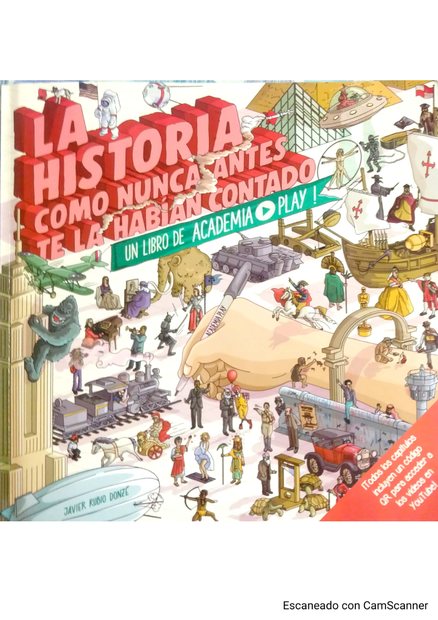 LA
HISTORIA
COMO NUNCA ANTES
TE LA HABÍAN CONTADO
UN LIBRO DE ACADEMIA PLAY!
JAVIER RUBIO DONZÉ
¡Todos los capítulos
incluyen un código
QR para acceder a
los vídeos en
YouTube!
Escaneado con CamScanner